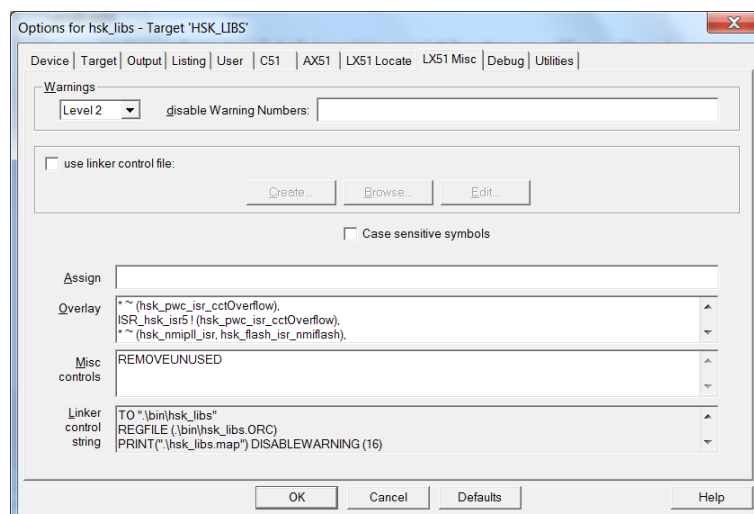 Options for hsk_libs - Target 'HSK_LIBS'
X
Device Target Output Listing User C51 AX51 LX51 Locate LX51 Misc Debug Utilities
Warnings
Level 2 disable Warning Numbers:
use linker control file:
Create... Browse... Edit...
Case sensitive symbols
Assign
Overlay
* ~ (hsk_pwc_isr_cctOverflow),
ISR_hsk_isr5 ! (hsk_pwc_isr_cctOverflow),
* ~ (hsk_nmipll_isr, hsk_flash_isr_nmiflash),
Misc
controls
REMOVEUNUSED
Linker
control
string
TO ".\bin\hsk_libs"
REGFILE (.\bin\hsk_libs.ORC)
PRINT(".\hsk_libs.map") DISABLEWARNING (16)
OK Cancel Defaults Help